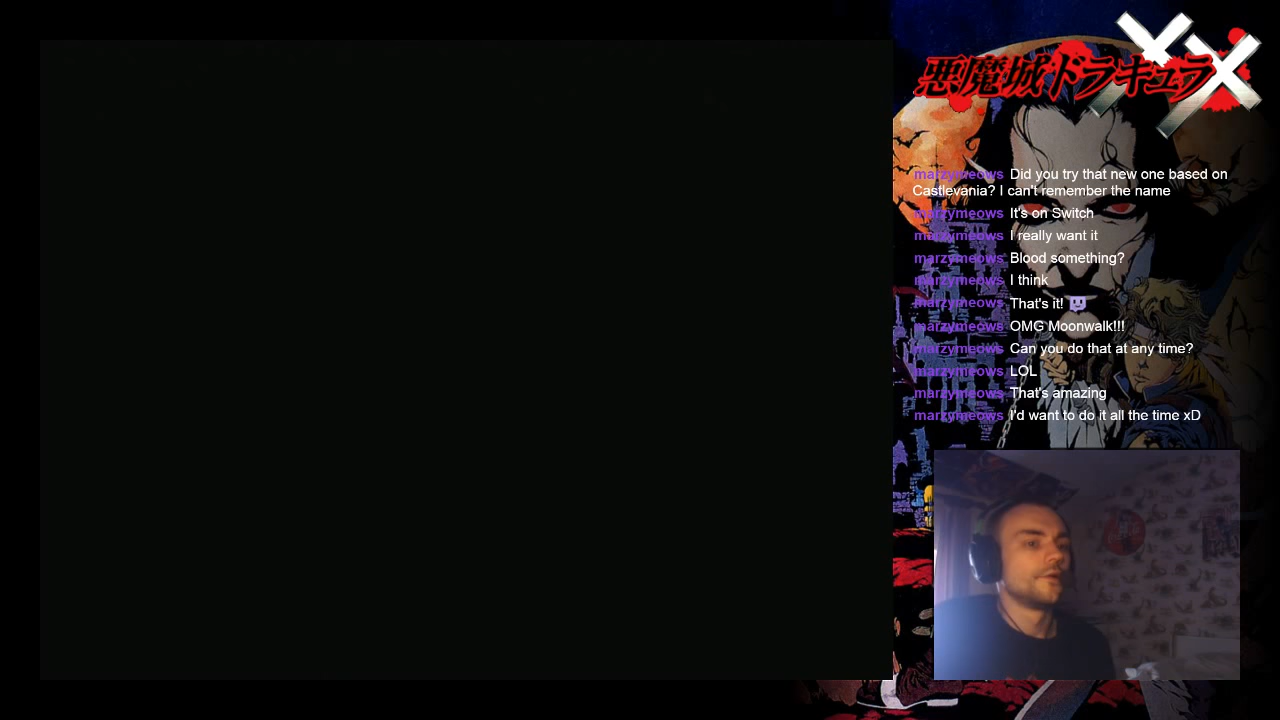 悪魔城ドラキュラXX
marzymeows Did you try that new one based on
Castlevania? I can't remember the name
marzymeows It's on Switch
marzymeows I really want it
marzymeows Blood something?
marzymeows I think
marzymeows That's it!
marzymeows OMG Moonwalk!!!
marzymeows Can you do that at any time?
marzymeows LOL
marzymeows That's amazing
marzymeows I'd want to do it all the time xD